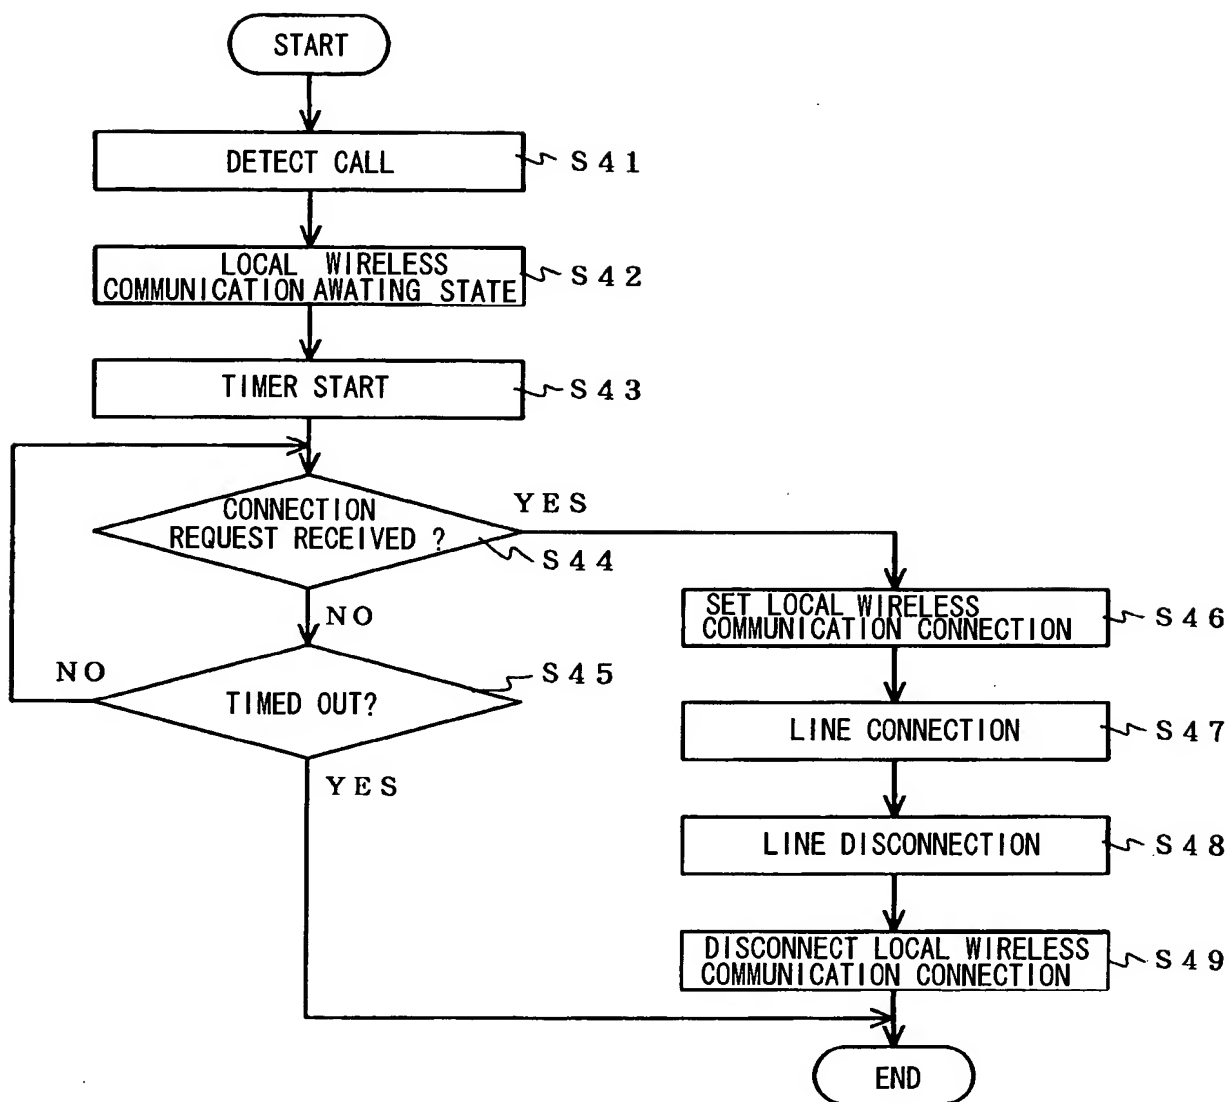 START
DETECT CALL
S41
LOCAL WIRELESS
COMMUNICATION AWATING STATE
S42
TIMER START
S43
CONNECTION
REQUEST RECEIVED ?
S44
YES
NO
TIMED OUT?
S45
NO
YES
SET LOCAL WIRELESS
COMMUNICATION CONNECTION
S46
LINE CONNECTION
S47
LINE DISCONNECTION
S48
DISCONNECT LOCAL WIRELESS
COMMUNICATION CONNECTION
S49
END